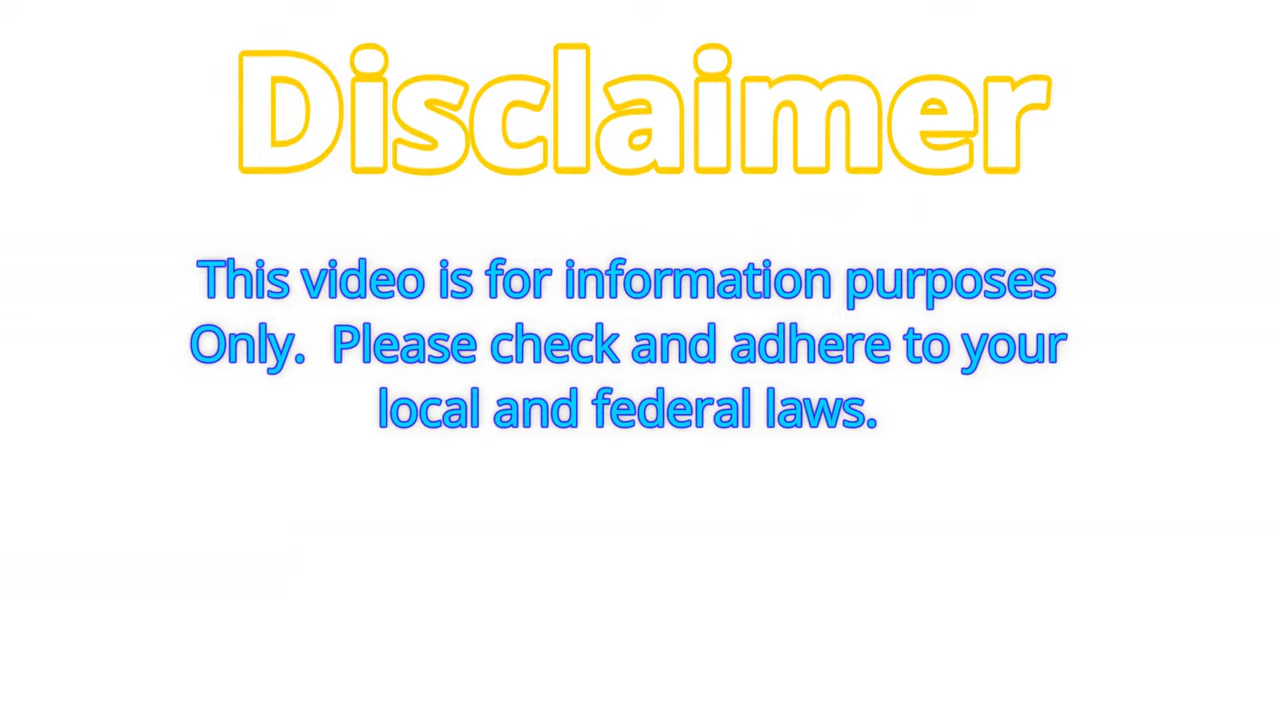 Disclaimer
This video is for information purposes
Only.  Please check and adhere to your
local and federal laws.